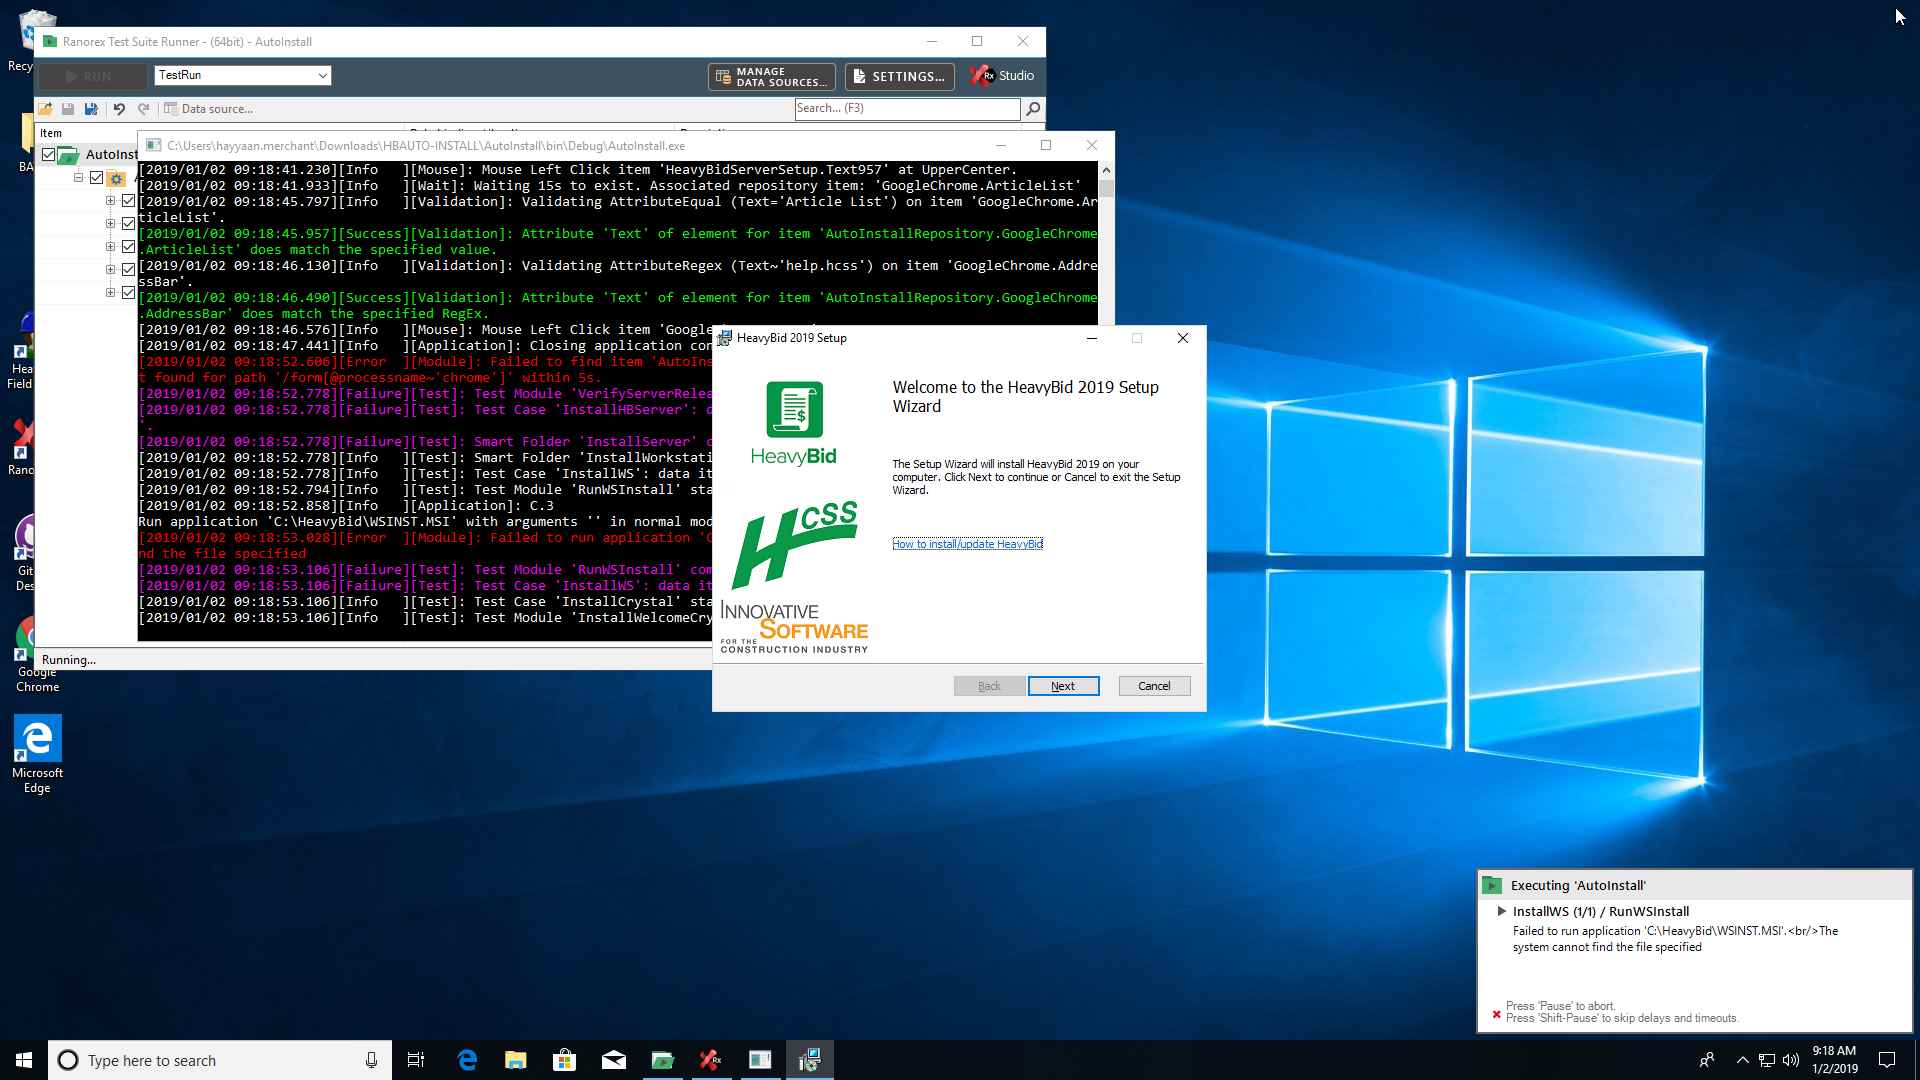 Recy
BA
Hea
Field
Rano
Git
Des
Google
Chrome
Microsoft
Edge
Ranorex Test Suite Runner - (64bit) - AutoInstall
RUN
TestRun
MANAGE
DATA SOURCES...
SETTINGS...
Rx Studio
Data source...
Search... (F3)
Item
AutoInst
C:\Users\hayyaan.merchant\Downloads\HBAUTO-INSTALL\AutoInstall\bin\Debug\AutoInstall.exe
[2019/01/02 09:18:41.230][Info   ][Mouse]: Mouse Left Click item 'HeavyBidServerSetup.Text957' at UpperCenter.
[2019/01/02 09:18:41.933][Info   ][Wait]: Waiting 15s to exist. Associated repository item: 'GoogleChrome.ArticleList'
[2019/01/02 09:18:45.797][Info   ][Validation]: Validating AttributeEqual (Text='Article List') on item 'GoogleChrome.Ar
ticleList'.
[2019/01/02 09:18:45.957][Success][Validation]: Attribute 'Text' of element for item 'AutoInstallRepository.GoogleChrome
.ArticleList' does match the specified value.
[2019/01/02 09:18:46.130][Info   ][Validation]: Validating AttributeRegex (Text~'help.hcss') on item 'GoogleChrome.Addre
ssBar'.
[2019/01/02 09:18:46.490][Success][Validation]: Attribute 'Text' of element for item 'AutoInstallRepository.GoogleChrome
.AddressBar' does match the specified RegEx.
[2019/01/02 09:18:46.576][Info   ][Mouse]: Mouse Left Click item 'Google
[2019/01/02 09:18:47.441][Info   ][Application]: Closing application con
[2019/01/02 09:18:52.606][Error  ][Module]: Failed to find item 'AutoIns
t found for path '/form[@processname~'chrome']' within 5s.
[2019/01/02 09:18:52.778][Failure][Test]: Test Module 'VerifyServerRelea
[2019/01/02 09:18:52.778][Failure][Test]: Test Case 'InstallHBServer': d
'.
[2019/01/02 09:18:52.778][Failure][Test]: Smart Folder 'InstallServer' c
[2019/01/02 09:18:52.778][Info   ][Test]: Smart Folder 'InstallWorkstati
[2019/01/02 09:18:52.778][Info   ][Test]: Test Case 'InstallWS': data it
[2019/01/02 09:18:52.794][Info   ][Test]: Test Module 'RunWSInstall' sta
[2019/01/02 09:18:52.858][Info   ][Application]: C.3
Run application 'C:\HeavyBid\WSINST.MSI' with arguments '' in normal mod
[2019/01/02 09:18:53.028][Error  ][Module]: Failed to run application 'C
nd the file specified
[2019/01/02 09:18:53.106][Failure][Test]: Test Module 'RunWSInstall' com
[2019/01/02 09:18:53.106][Failure][Test]: Test Case 'InstallWS': data it
[2019/01/02 09:18:53.106][Info   ][Test]: Test Case 'InstallCrystal' sta
[2019/01/02 09:18:53.106][Info   ][Test]: Test Module 'InstallWelcomeCry
Running...
HeavyBid 2019 Setup
HeavyBid
HCSS
INNOVATIVE
SOFTWARE
FOR THE
CONSTRUCTION INDUSTRY
Welcome to the HeavyBid 2019 Setup
Wizard
The Setup Wizard will install HeavyBid 2019 on your
computer. Click Next to continue or Cancel to exit the Setup
Wizard.
How to install/update HeavyBid
Back
Next
Cancel
Executing 'AutoInstall'
InstallWS (1/1) / RunWSInstall
Failed to run application 'C:\HeavyBid\WSINST.MSI'.<br/>The
system cannot find the file specified
Press 'Pause' to abort.
Press 'Shift-Pause' to skip delays and timeouts.
Type here to search
9:18 AM
1/2/2019